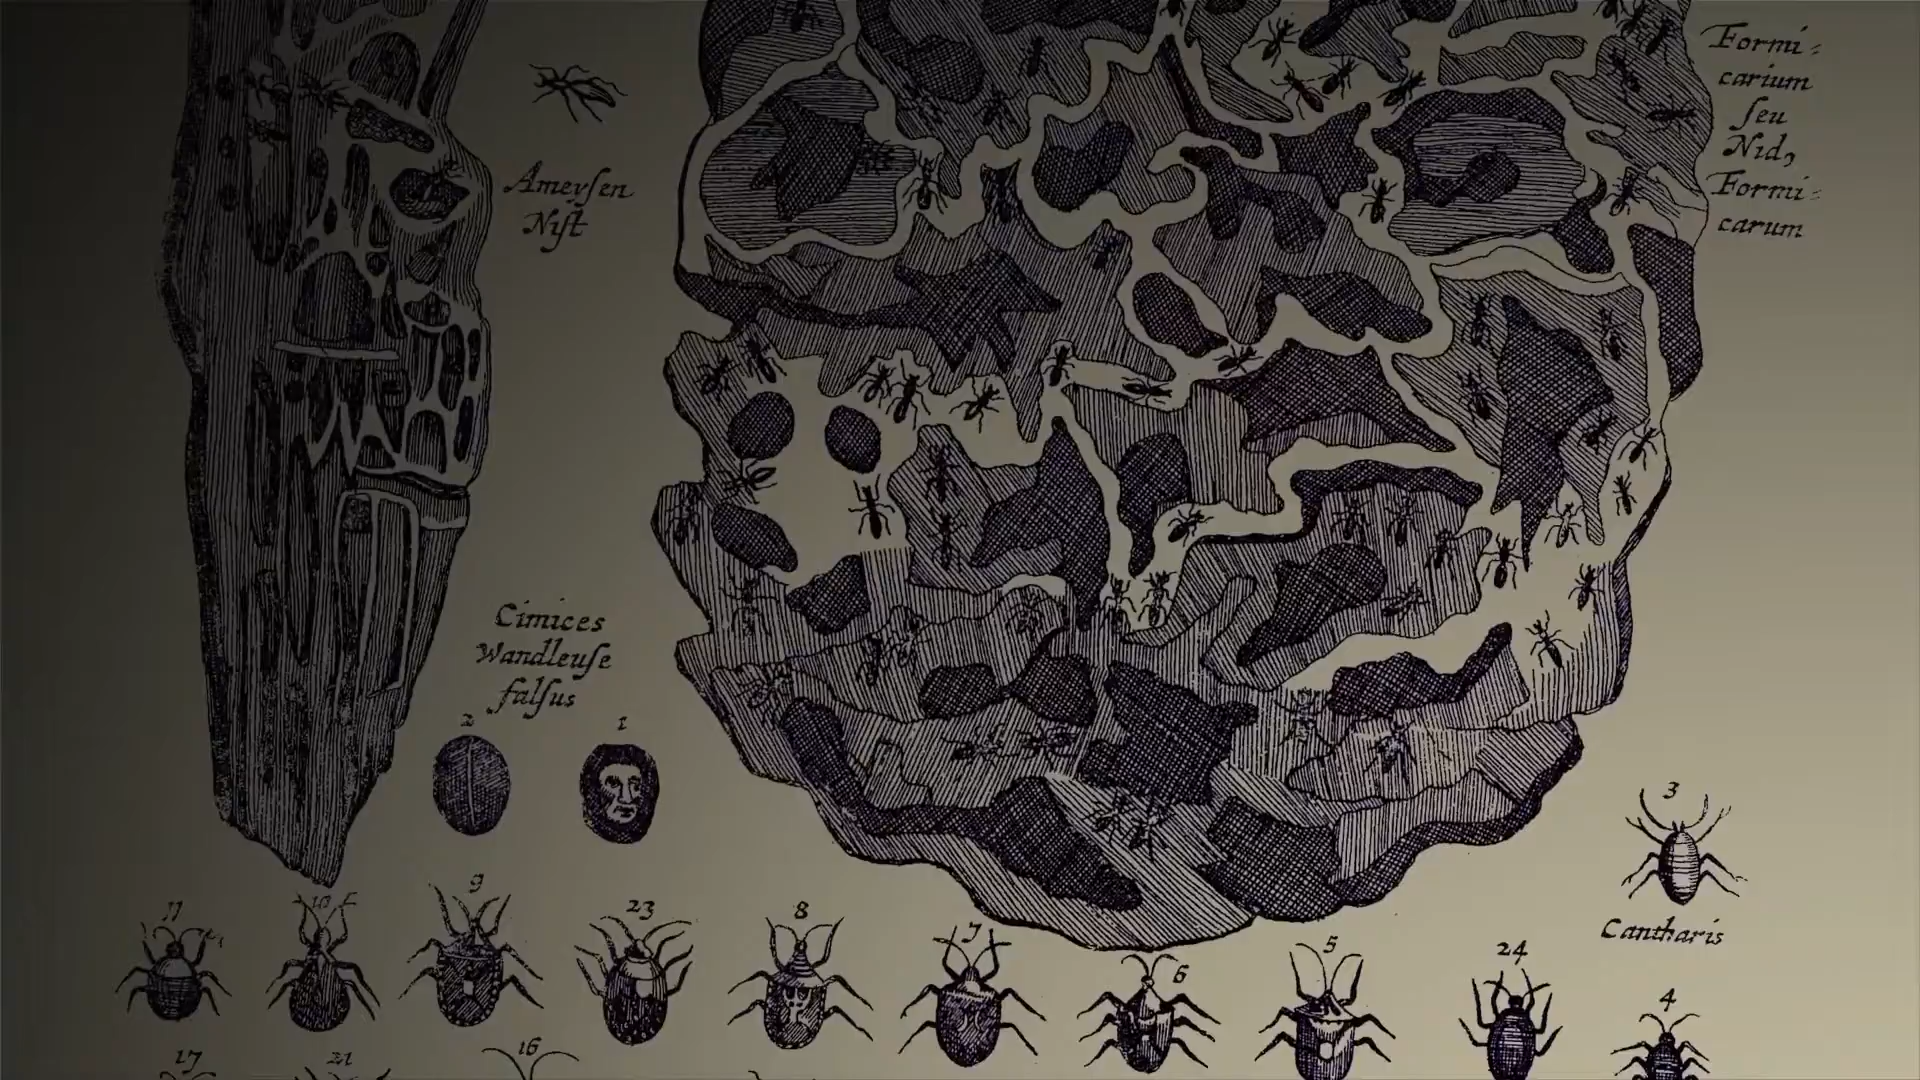 Formi=
carium
ſeu
Nid,
Formi=
carum
Ameyſen
Nyſt
Cimices
Wandleuſe
falſus
2
1
3
Cantharis
11
10
9
23
8
7
6
5
24
4
17
21
16